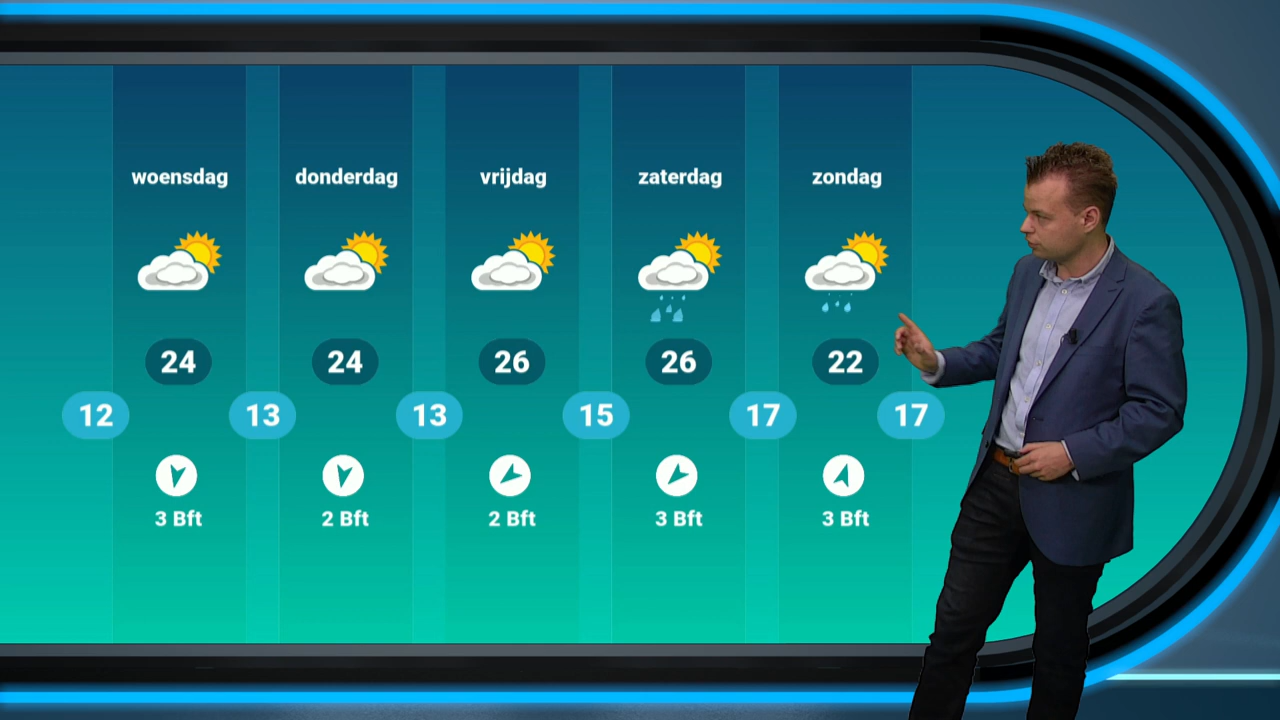 woensdag donderdag vrijdag zaterdag zondag
24 24 26 26 22
12 13 13 15 17 17
3 Bft 2 Bft 2 Bft 3 Bft 3 Bft